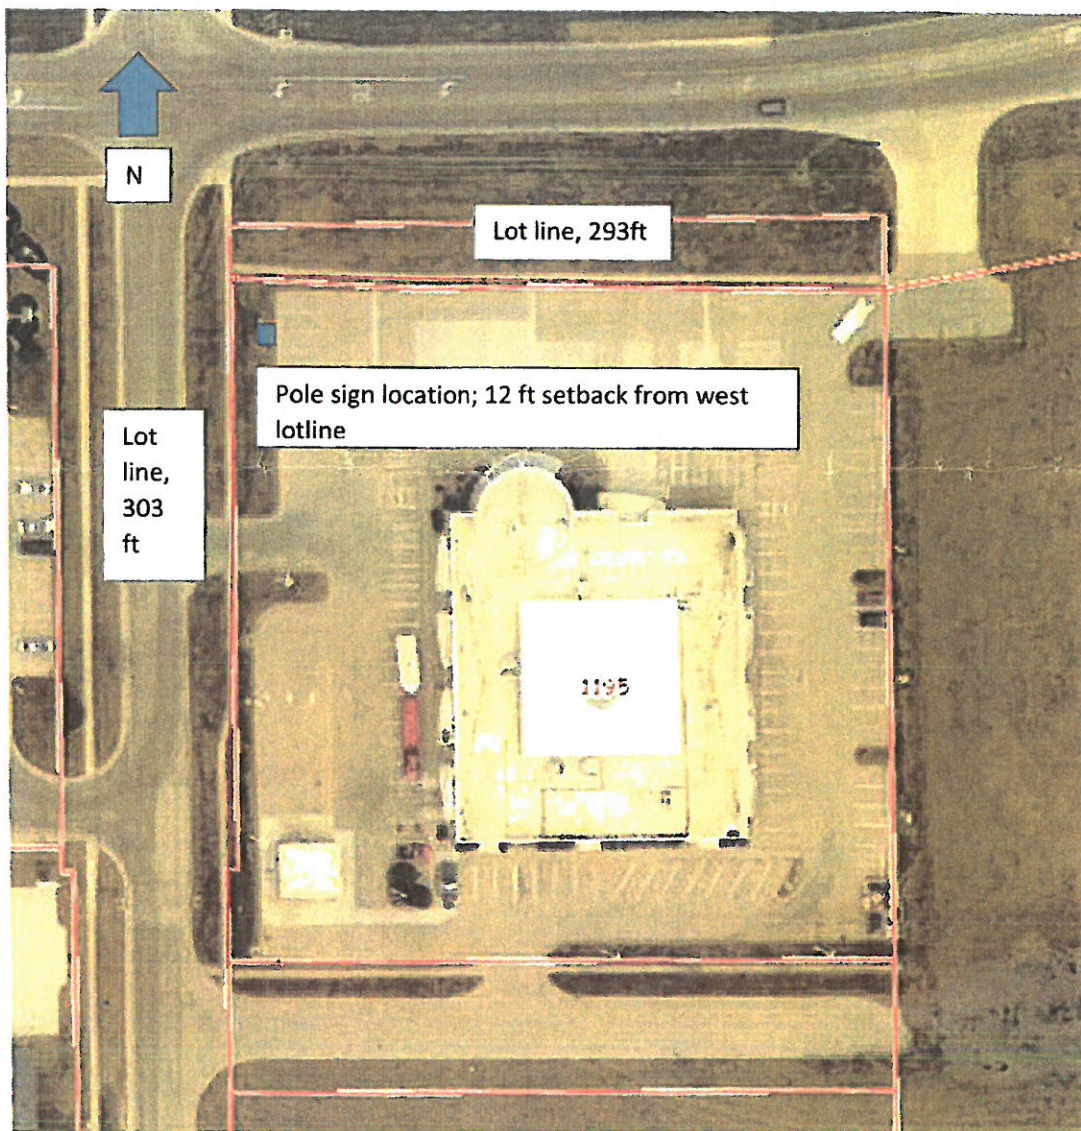 N
Lot line, 293ft
Pole sign location; 12 ft setback from west
lotline
Lot
line,
303
ft
1195